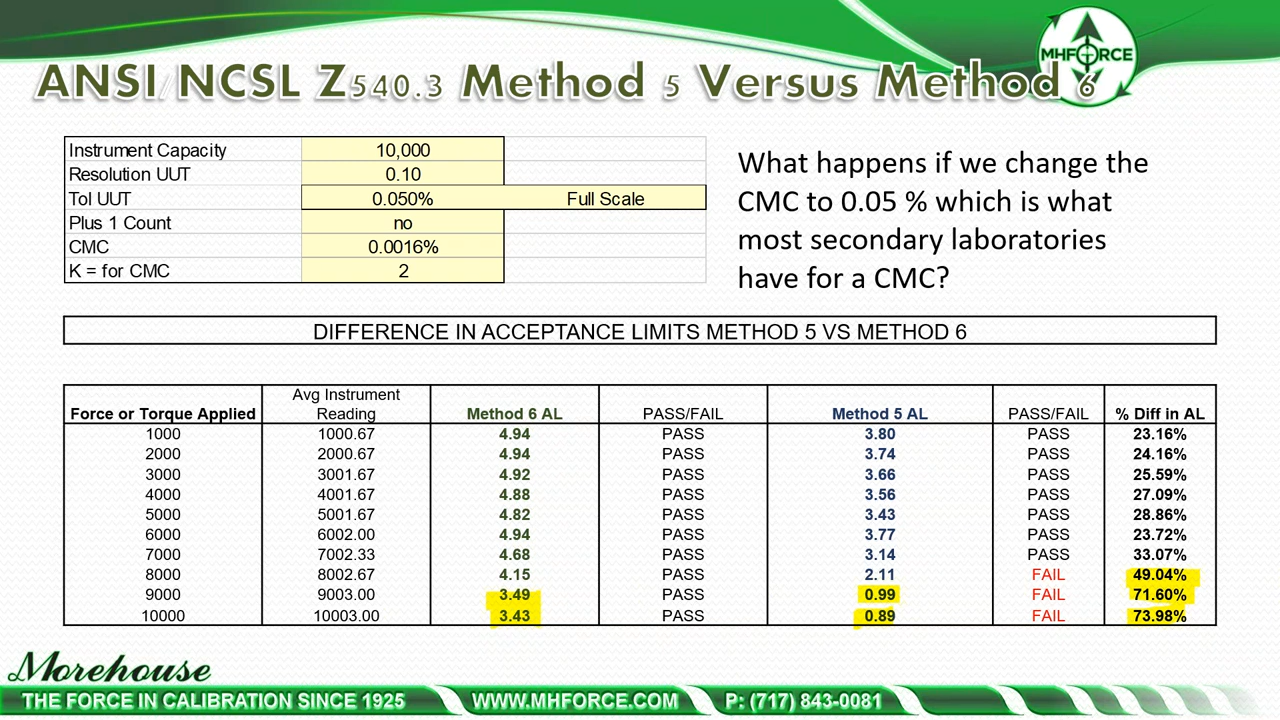 MHFORCE
ANSI/NCSL Z540.3 Method 5 Versus Method 6
Instrument Capacity 10,000
Resolution UUT 0.10
Tol UUT 0.050% Full Scale
Plus 1 Count no
CMC 0.0016%
K = for CMC 2
What happens if we change the
CMC to 0.05 % which is what
most secondary laboratories
have for a CMC?
DIFFERENCE IN ACCEPTANCE LIMITS METHOD 5 VS METHOD 6
Avg Instrument
Force or Torque Applied Reading Method 6 AL PASS/FAIL Method 5 AL PASS/FAIL % Diff in AL
1000 1000.67 4.94 PASS 3.80 PASS 23.16%
2000 2000.67 4.94 PASS 3.74 PASS 24.16%
3000 3001.67 4.92 PASS 3.66 PASS 25.59%
4000 4001.67 4.88 PASS 3.56 PASS 27.09%
5000 5001.67 4.82 PASS 3.43 PASS 28.86%
6000 6002.00 4.94 PASS 3.77 PASS 23.72%
7000 7002.33 4.68 PASS 3.14 PASS 33.07%
8000 8002.67 4.15 PASS 2.11 FAIL 49.04%
9000 9003.00 3.49 PASS 0.99 FAIL 71.60%
10000 10003.00 3.43 PASS 0.89 FAIL 73.98%
Morehouse
THE FORCE IN CALIBRATION SINCE 1925 WWW.MHFORCE.COM P: (717) 843-0081